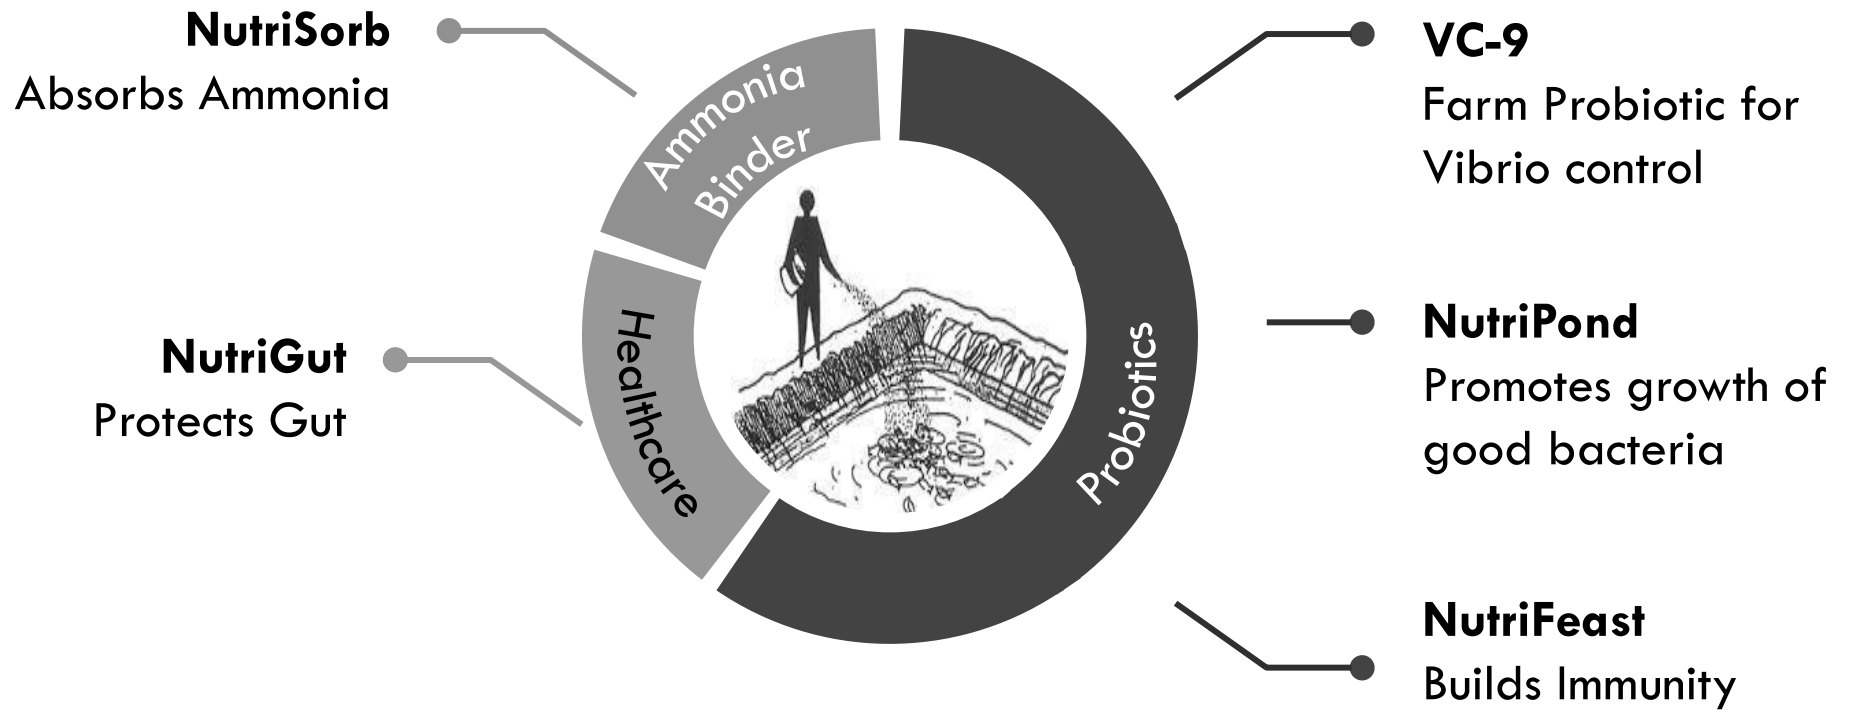 NutriSorb
Absorbs Ammonia
NutriGut
Protects Gut
Ammonia
Binder
Healthcare
Probiotics
VC-9
Farm Probiotic for
Vibrio control
NutriPond
Promotes growth of
good bacteria
NutriFeast
Builds Immunity